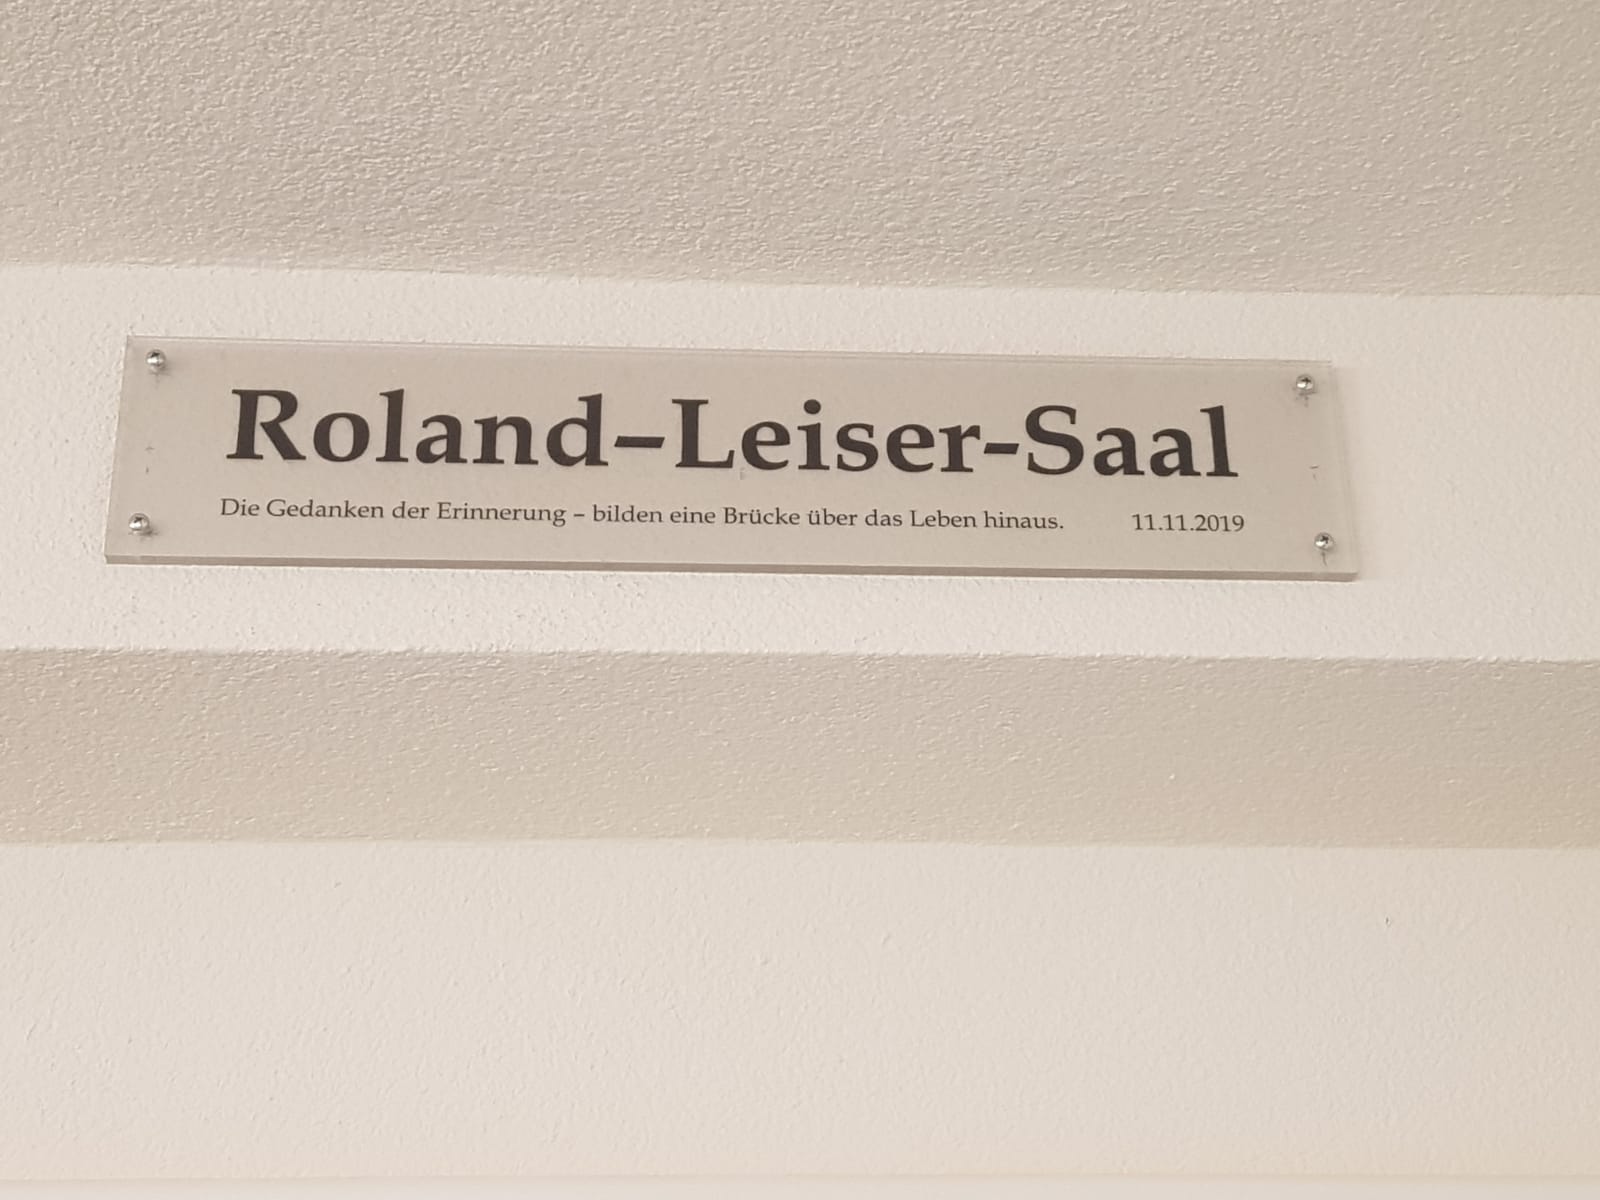 Roland–Leiser-Saal
Die Gedanken der Erinnerung – bilden eine Brücke über das Leben hinaus. 11.11.2019